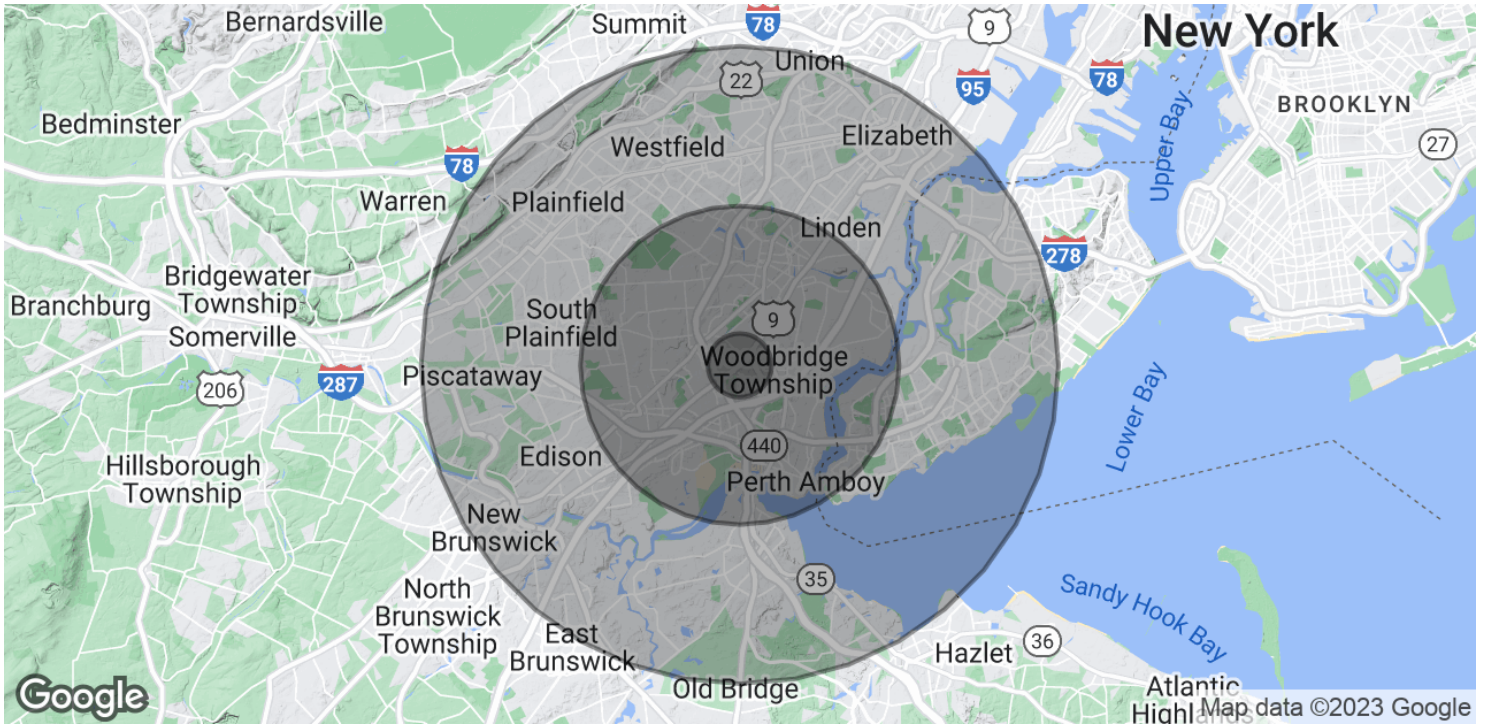 Bernardsville
Summit
78
9
New York
Union
22
95
78
BROOKLYN
Bedminster
Westfield
Elizabeth
27
78
Upper Bay
Warren
Plainfield
Linden
278
Bridgewater
Township
Branchburg
South
Plainfield
9
Somerville
Woodbridge
Township
206
287
Piscataway
Lower Bay
440
Hillsborough
Township
Edison
Perth Amboy
New
Brunswick
35
North
Brunswick
Township
Sandy Hook Bay
East
Brunswick
Hazlet
36
Old Bridge
Atlantic
Highlands
Google
Map data ©2023 Google